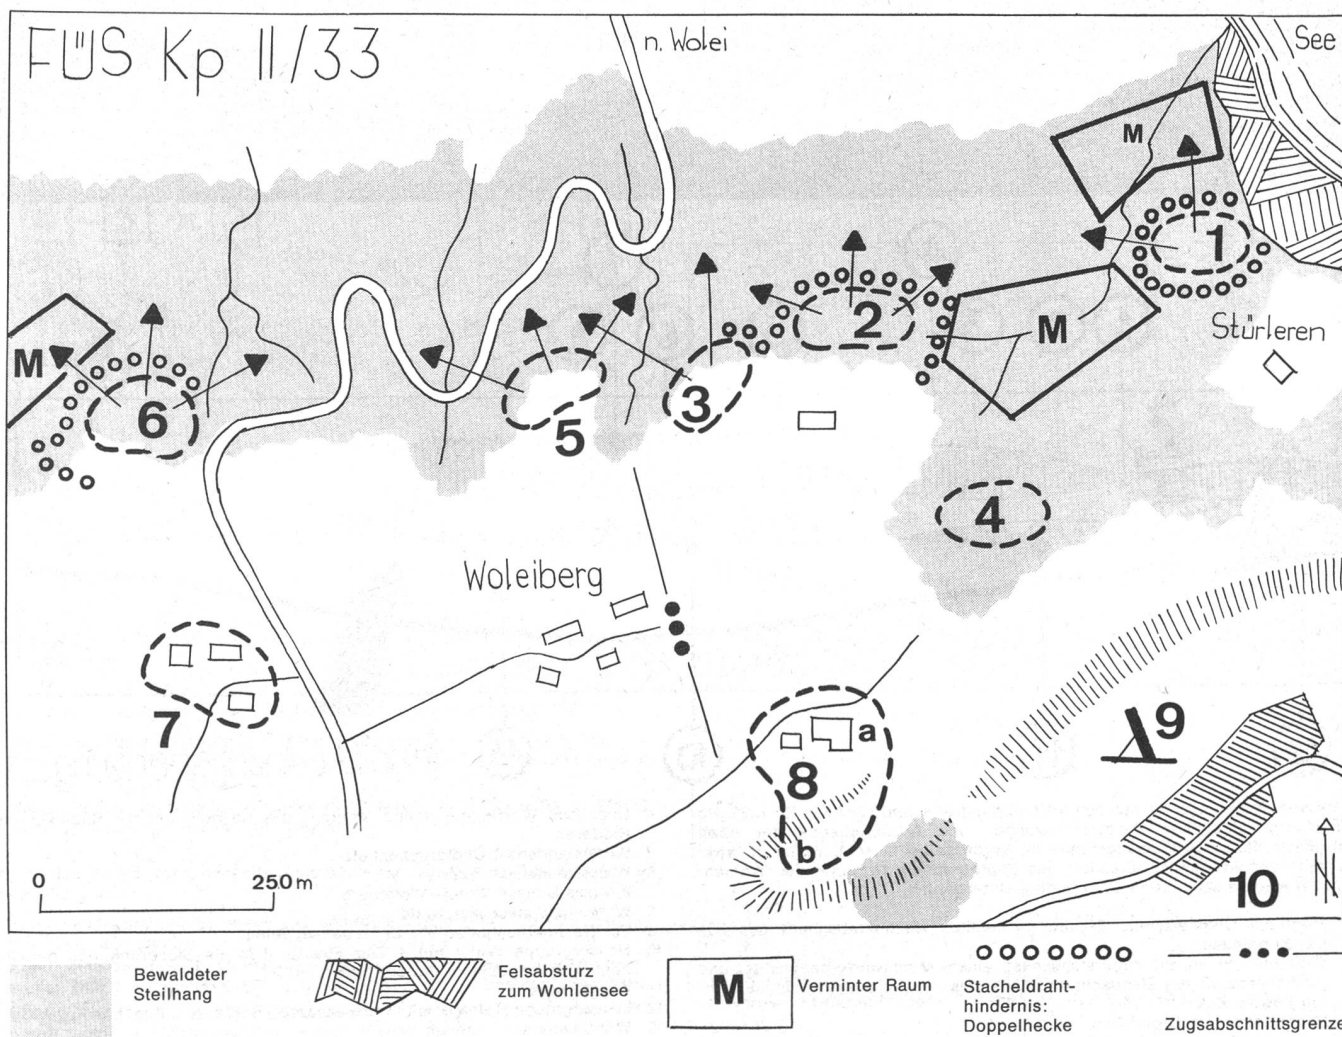 FÜS Kp II/33
n. Wolei
See
M
1
2
M
Stürleren
M
6
5
3
4
Woleiberg
7
8
a
b
9
10
N
0 250 m
Bewaldeter
Steilhang
Felsabsturz
zum Wohlensee
M
Verminter Raum
Stacheldraht-
hindernis:
Doppelhecke
Zugsabschnittsgrenze